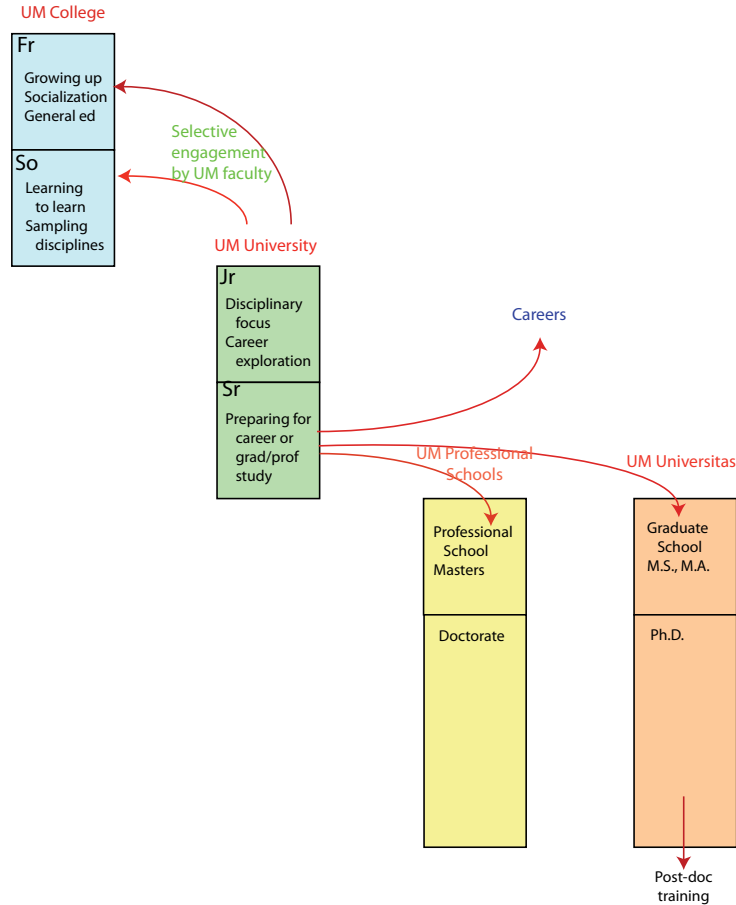 UM College
Fr
Growing up
Socialization
General ed
So
Learning
to learn
Sampling
disciplines
Selective
engagement
by UM faculty
UM University
Jr
Disciplinary
focus
Career
exploration
Sr
Preparing for
career or
grad/prof
study
Careers
UM Professional
Schools
Professional
School
Masters
Doctorate
UM Universitas
Graduate
School
M.S., M.A.
Ph.D.
Post-doc
training